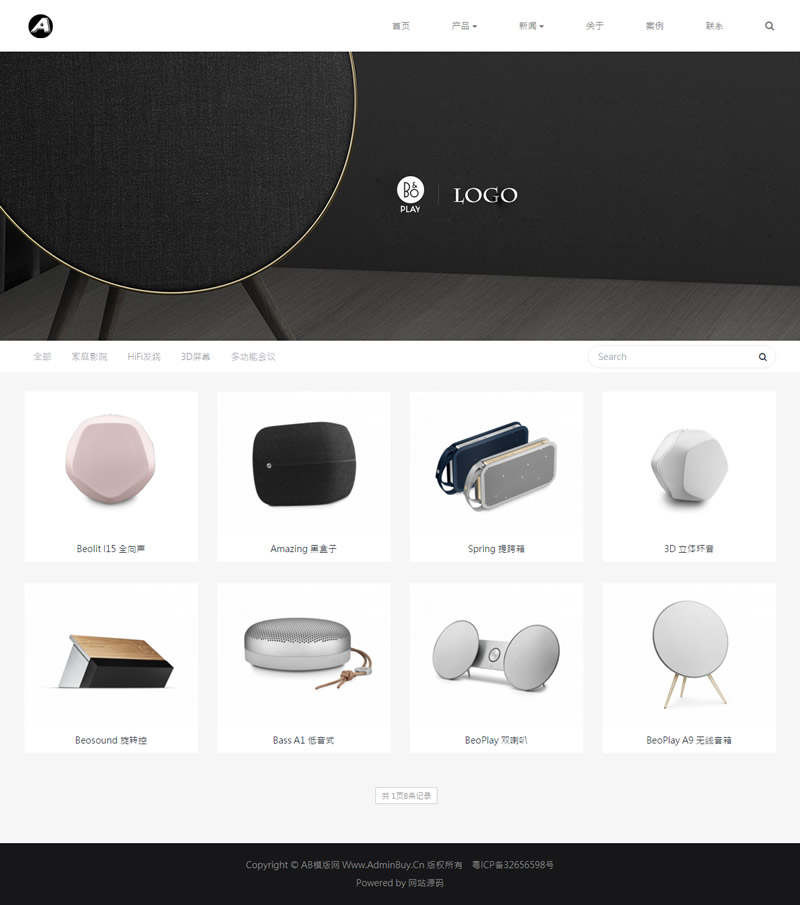 A
首页 产品 新闻 关于 案例 联系
B&O
PLAY
LOGO
全部 家庭影院 HiFi发烧 3D屏幕 多功能会议
Search
Beolit I15 全向声
Amazing 黑盒子
Spring 提跨箱
3D 立体环音
Beosound 旋转控
Bass A1 低音式
BeoPlay 双喇叭
BeoPlay A9 无线音箱
共 1页8条记录
Copyright © AB模版网 Www.AdminBuy.Cn 版权所有 粤ICP备32656598号
Powered by 网站源码